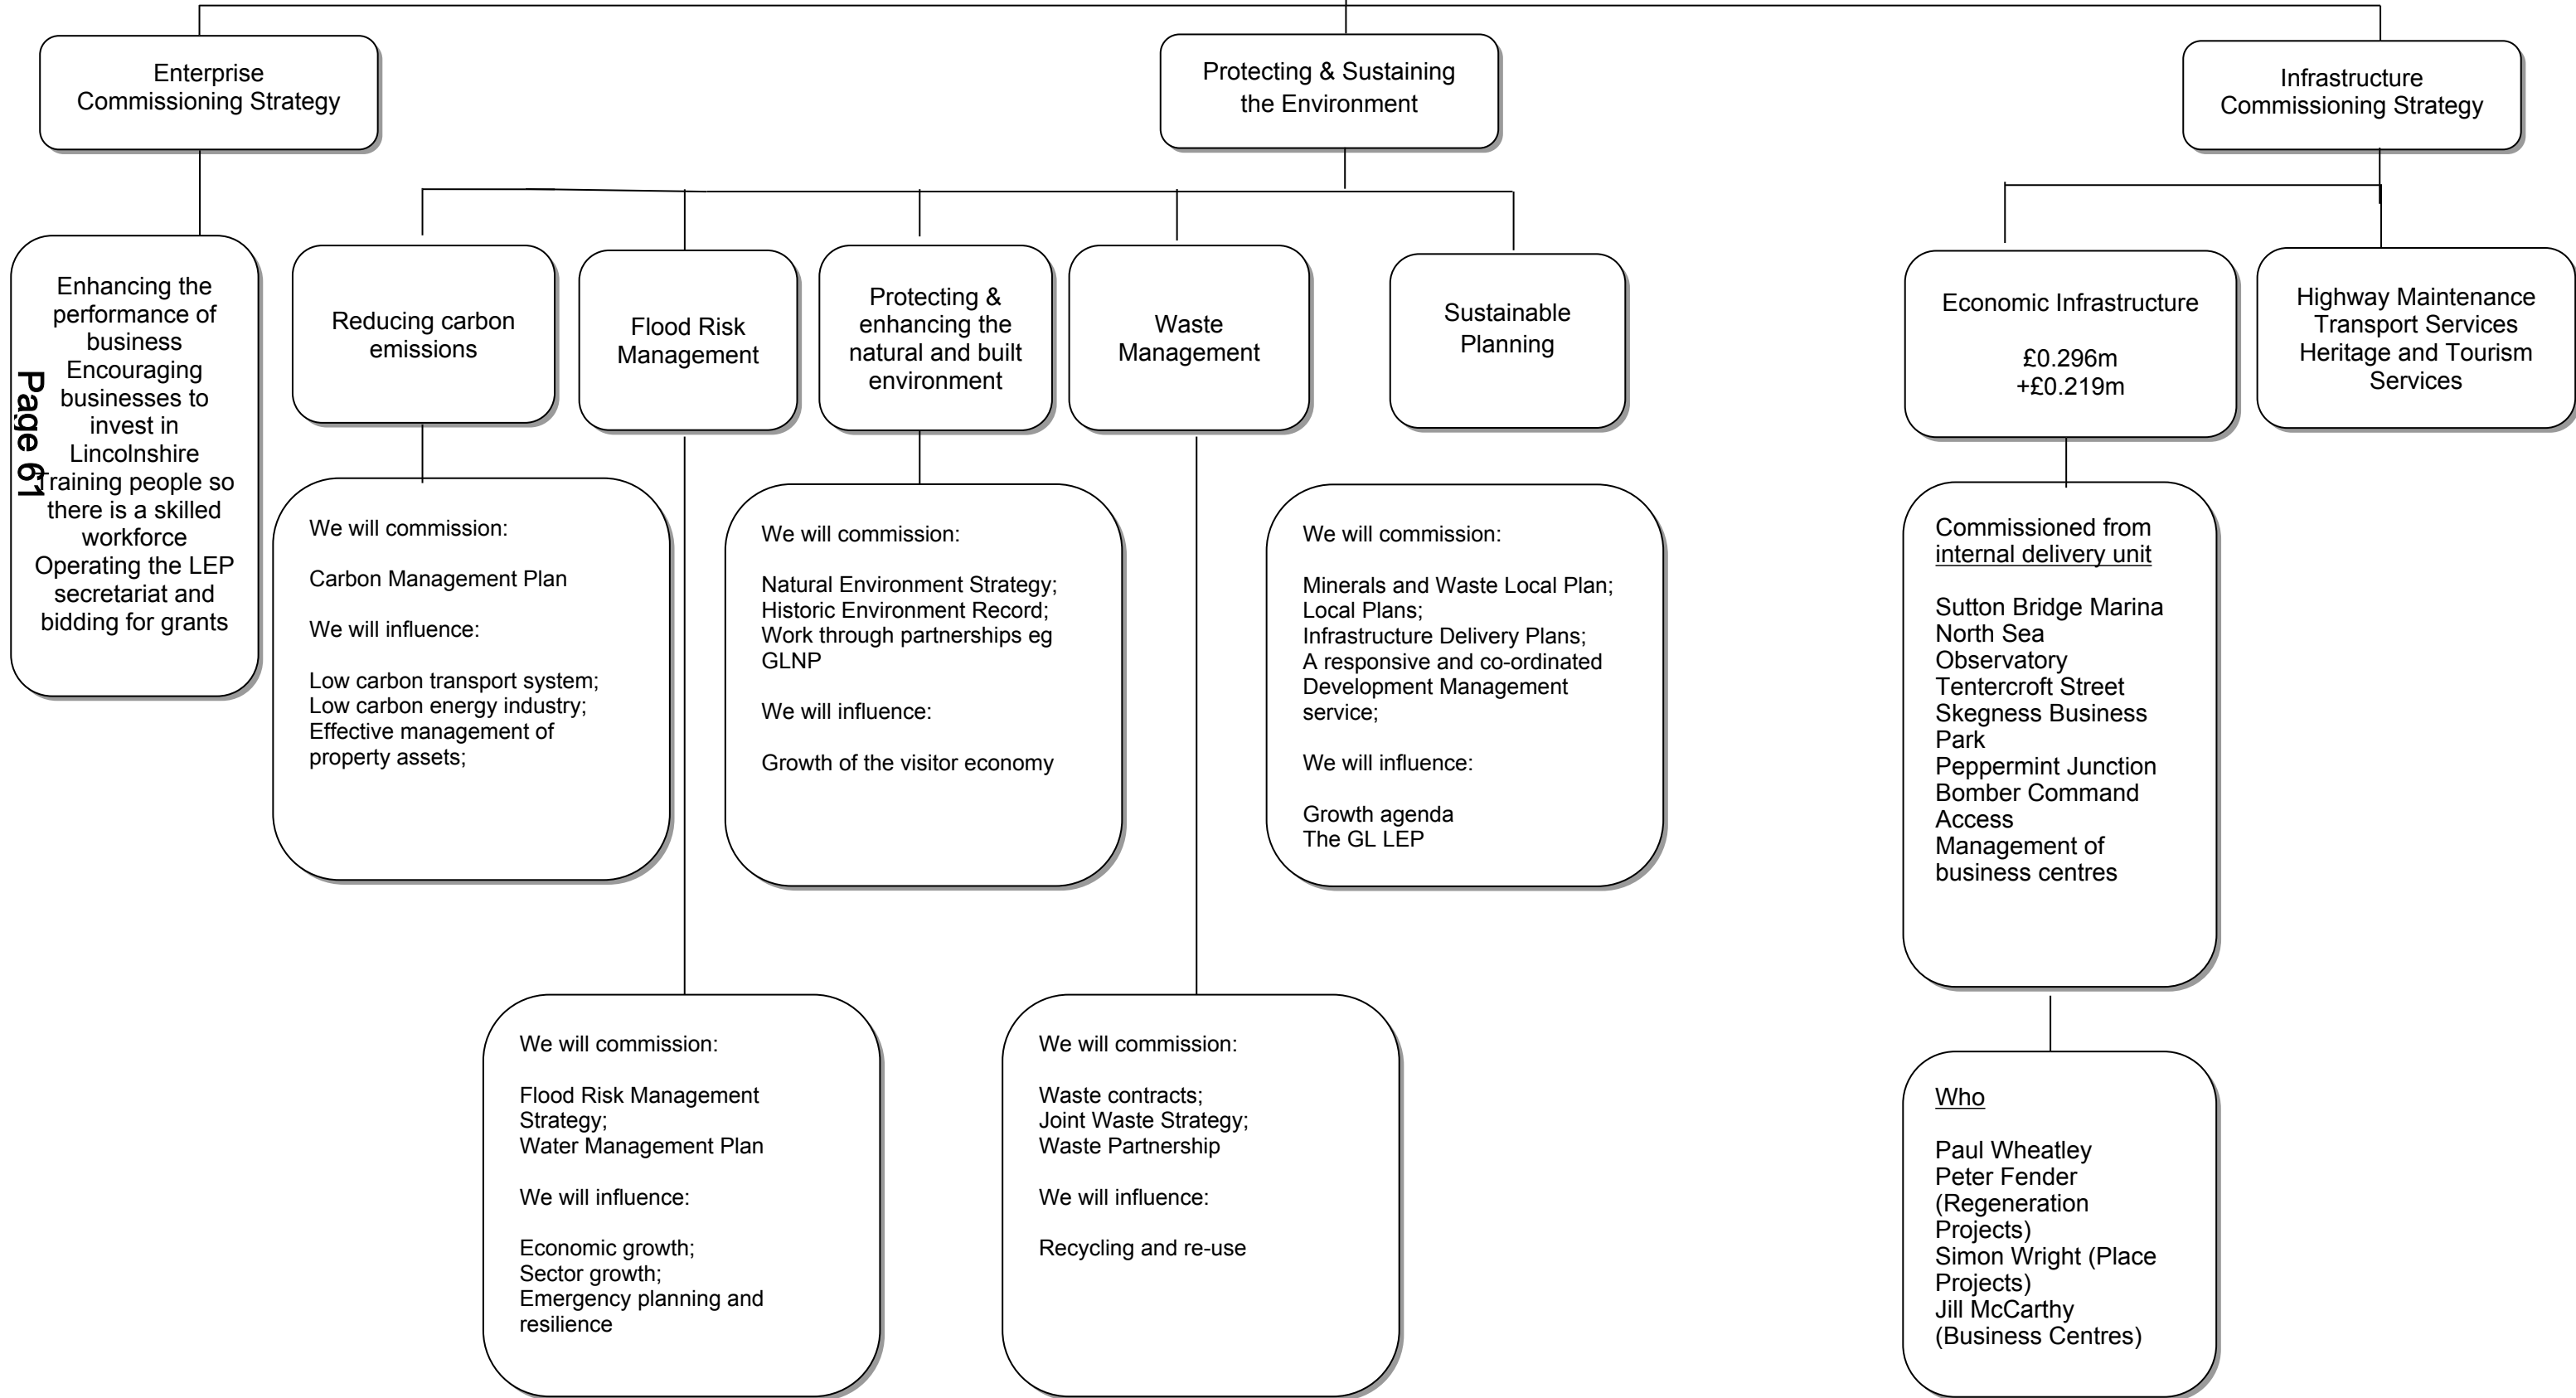 Enterprise
Commissioning Strategy
Protecting & Sustaining
the Environment
Infrastructure
Commissioning Strategy
Enhancing the
performance of
business
Encouraging
businesses to
invest in
Lincolnshire
Training people so
there is a skilled
workforce
Operating the LEP
secretariat and
bidding for grants
Page 61
Reducing carbon
emissions
Flood Risk
Management
Protecting &
enhancing the
natural and built
environment
Waste
Management
Sustainable
Planning
Economic Infrastructure
£0.296m
+£0.219m
Highway Maintenance
Transport Services
Heritage and Tourism
Services
We will commission:
Carbon Management Plan
We will influence:
Low carbon transport system;
Low carbon energy industry;
Effective management of
property assets;
We will commission:
Natural Environment Strategy;
Historic Environment Record;
Work through partnerships eg
GLNP
We will influence:
Growth of the visitor economy
We will commission:
Minerals and Waste Local Plan;
Local Plans;
Infrastructure Delivery Plans;
A responsive and co-ordinated
Development Management
service;
We will influence:
Growth agenda
The GL LEP
Commissioned from
internal delivery unit
Sutton Bridge Marina
North Sea
Observatory
Tentercroft Street
Skegness Business
Park
Peppermint Junction
Bomber Command
Access
Management of
business centres
We will commission:
Flood Risk Management
Strategy;
Water Management Plan
We will influence:
Economic growth;
Sector growth;
Emergency planning and
resilience
We will commission:
Waste contracts;
Joint Waste Strategy;
Waste Partnership
We will influence:
Recycling and re-use
Who
Paul Wheatley
Peter Fender
(Regeneration
Projects)
Simon Wright (Place
Projects)
Jill McCarthy
(Business Centres)